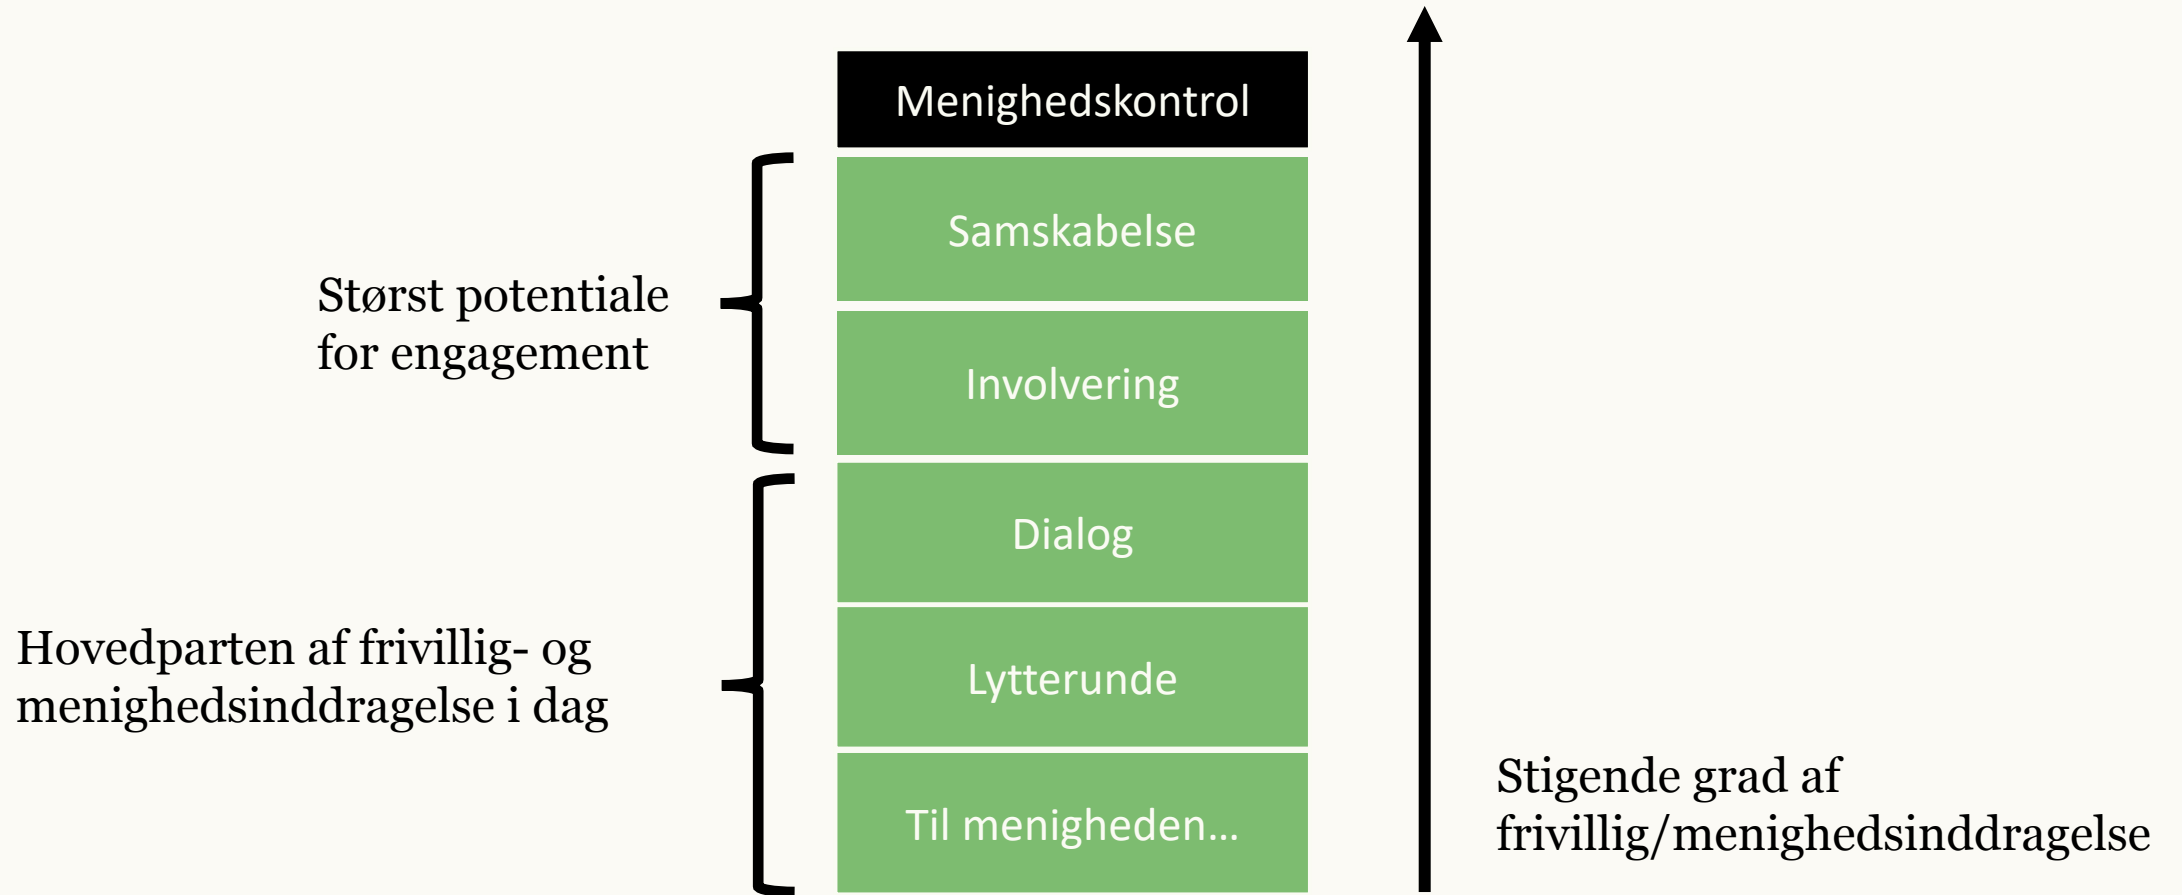 Menighedskontrol
Samskabelse
Størst potentiale
for engagement
Involvering
Dialog
Hovedparten af frivillig- og
menighedsinddragelse i dag
Lytterunde
Til menigheden…
Stigende grad af
frivillig/menighedsinddragelse